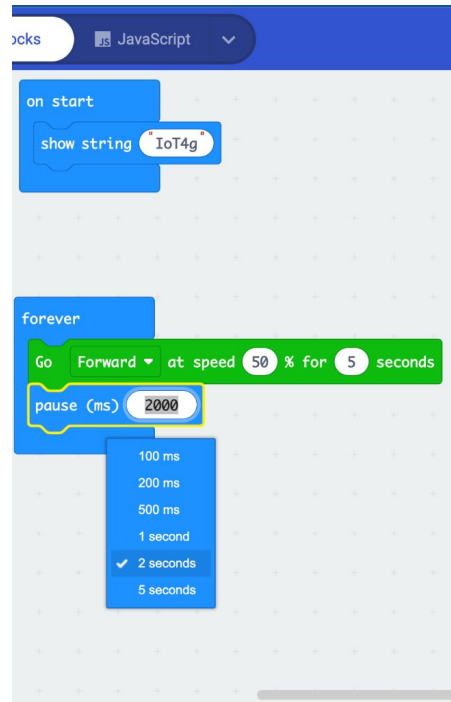 ocks JS JavaScript
on start
show string "IoT4g"
forever
Go Forward at speed 50 % for 5 seconds
pause (ms) 2000
100 ms
200 ms
500 ms
1 second
2 seconds
5 seconds